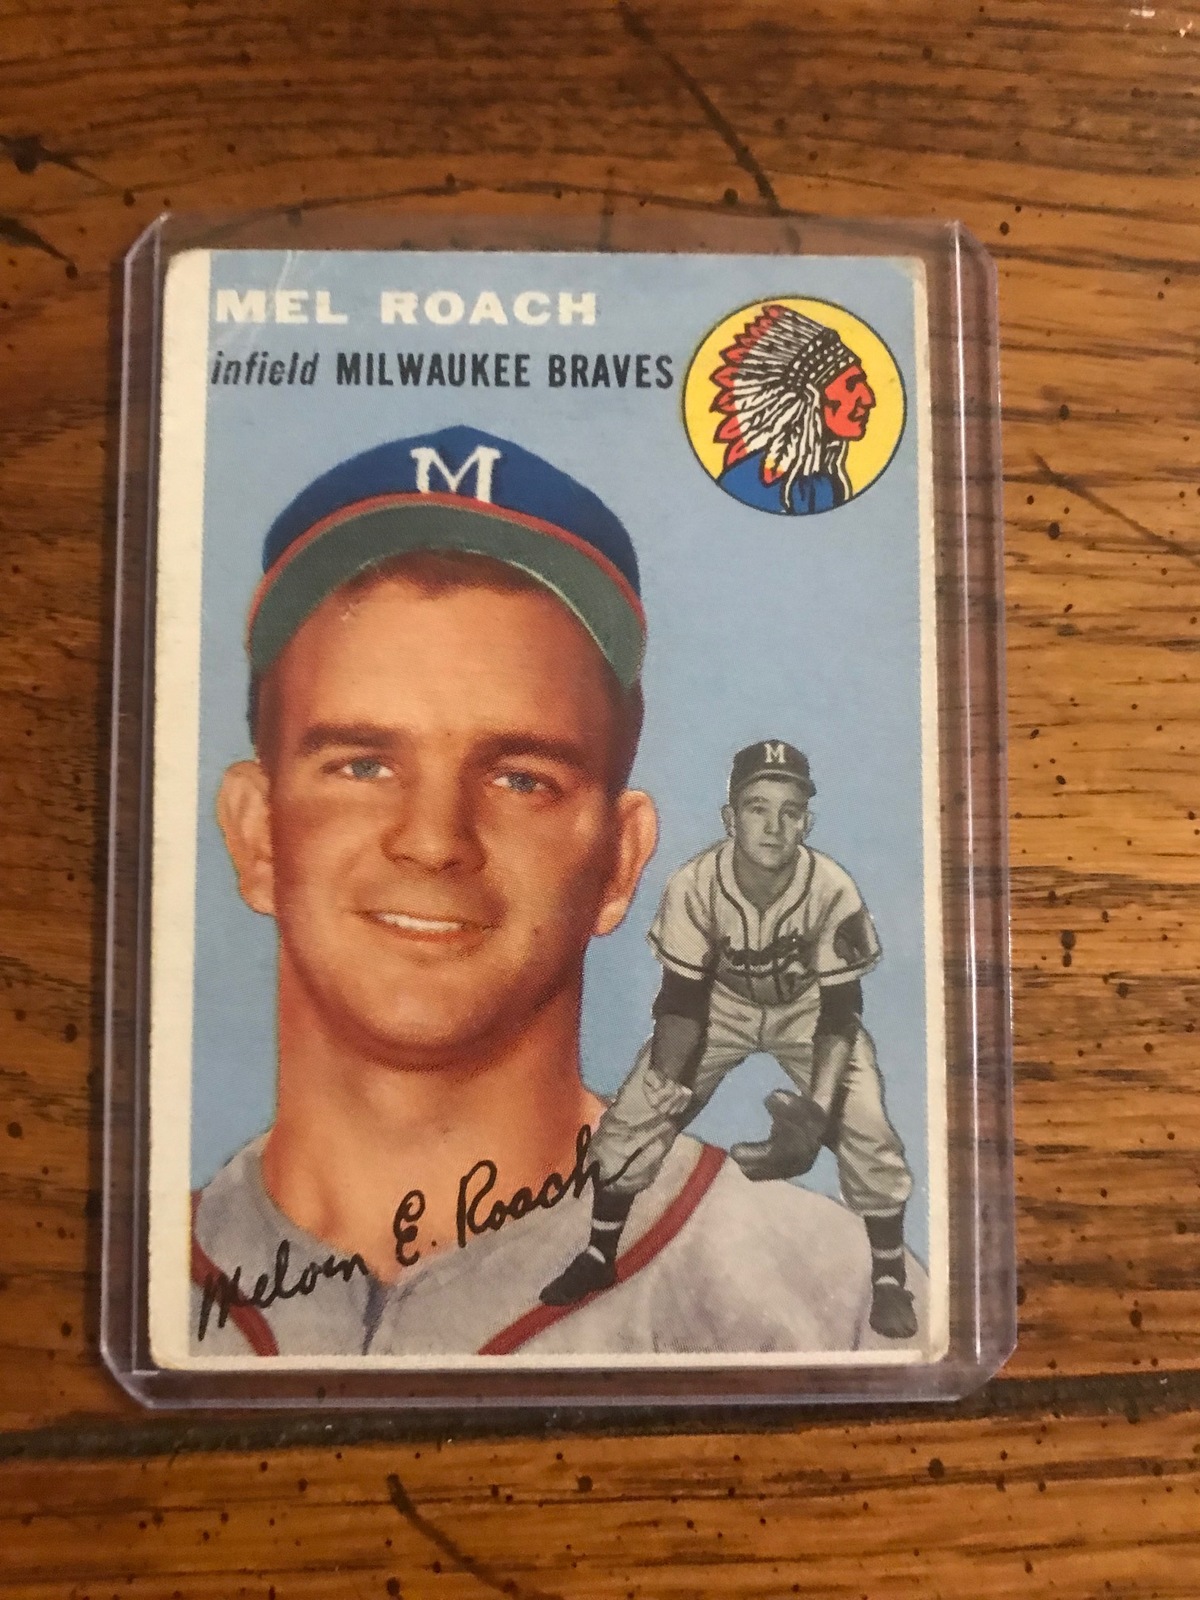 MEL ROACH
infield MILWAUKEE BRAVES
M
M
Melvin E. Roach